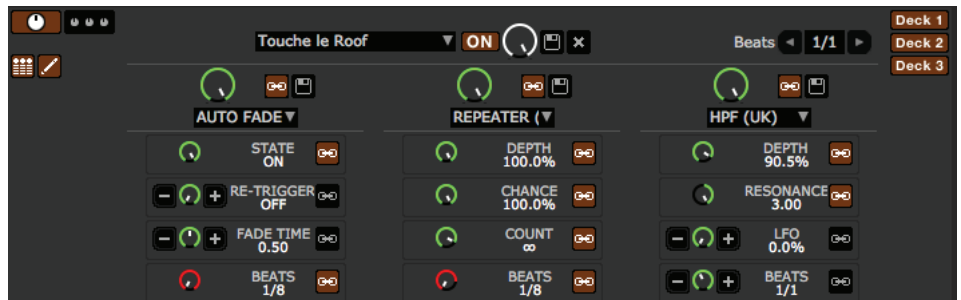 Touche le Roof ON Beats 1/1
Deck 1
Deck 2
Deck 3
AUTO FADE REPEATER ( HPF (UK)
STATE
ON
DEPTH
100.0%
DEPTH
90.5%
RE-TRIGGER
OFF
CHANCE
100.0%
RESONANCE
3.00
FADE TIME
0.50
COUNT
∞
LFO
0.0%
BEATS
1/8
BEATS
1/8
BEATS
1/1